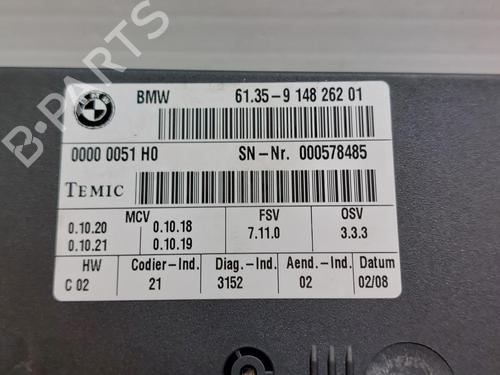 B-PARTS
BMW
BMW 61.35-9 148 262 01
0000 0051 H0 SN-Nr. 000578485
TEMIC
MCV FSV OSV
0.10.20 0.10.18 7.11.0 3.3.3
0.10.21 0.10.19
HW Codier-Ind. Diag.-Ind. Aend.-Ind. Datum
C 02 21 3152 02 02/08